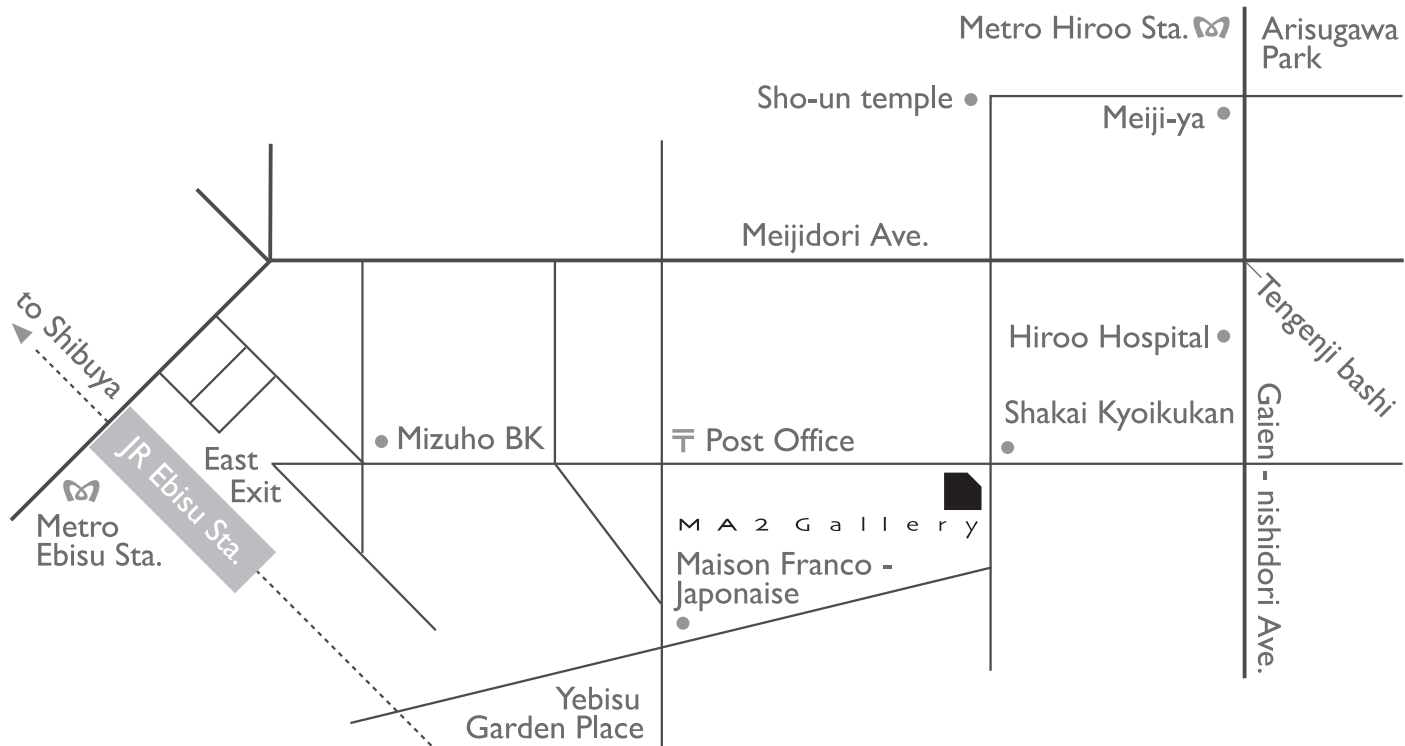 Metro Hiroo Sta.
Arisugawa
Park
Sho-un temple
Meiji-ya
Meijidori Ave.
to Shibuya
Tengenji bashi
Hiroo Hospital
Shakai Kyoikukan
Gaien - nishidori Ave.
Mizuho BK
〒 Post Office
East
Exit
JR Ebisu Sta.
Metro
Ebisu Sta.
MA2 Gallery
Maison Franco -
Japonaise
Yebisu
Garden Place